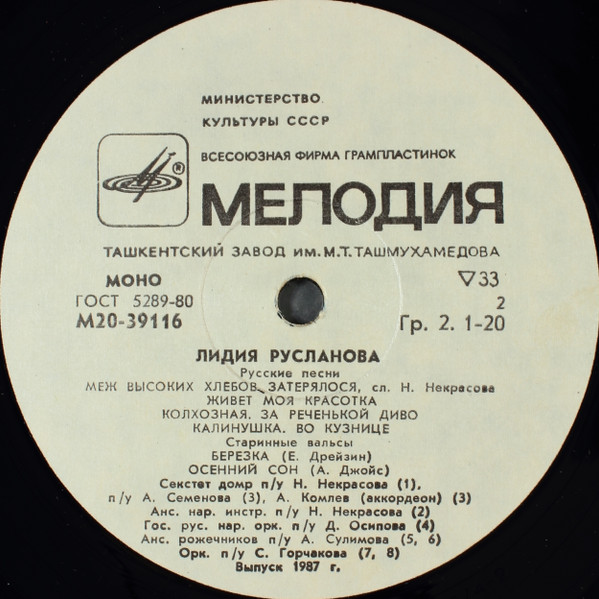 МИНИСТЕРСТВО
КУЛЬТУРЫ СССР
ВСЕСОЮЗНАЯ ФИРМА ГРАМПЛАСТИНОК
®
МЕЛОДИЯ
ТАШКЕНТСКИЙ ЗАВОД им. М.Т. ТАШМУХАМЕДОВА
МОНО ▽33
ГОСТ 5289-80 2
М20-39116 Гр. 2. 1-20
ЛИДИЯ РУСЛАНОВА
Русские песни
МЕЖ ВЫСОКИХ ХЛЕБОВ ЗАТЕРЯЛОСЯ, сл. Н. Некрасова
ЖИВЕТ МОЯ КРАСОТКА
КОЛХОЗНАЯ. ЗА РЕЧЕНЬКОЙ ДИВО
КАЛИНУШКА. ВО КУЗНИЦЕ
Старинные вальсы
БЕРЕЗКА (Е. Дрейзин)
ОСЕННИЙ СОН (А. Джойс)
Секстет домр п/у Н. Некрасова (1),
п/у А. Семенова (3), А. Комлев (аккордеон) (3)
Анс. нар. инстр. п/у Н. Некрасова (2)
Гос. рус. нар. орк. п/у Д. Осипова (4)
Анс. рожечников п/у А. Сулимова (5, 6)
Орк. п/у С. Горчакова (7, 8)
Выпуск 1987 г.